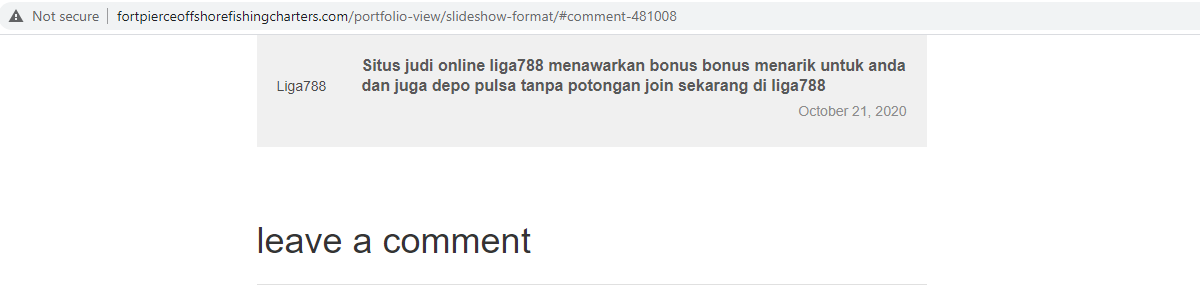 Not secure | fortpierceoffshorefishingcharters.com/portfolio-view/slideshow-format/#comment-481008
Liga788
Situs judi online liga788 menawarkan bonus bonus menarik untuk anda
dan juga depo pulsa tanpa potongan join sekarang di liga788
October 21, 2020
leave a comment